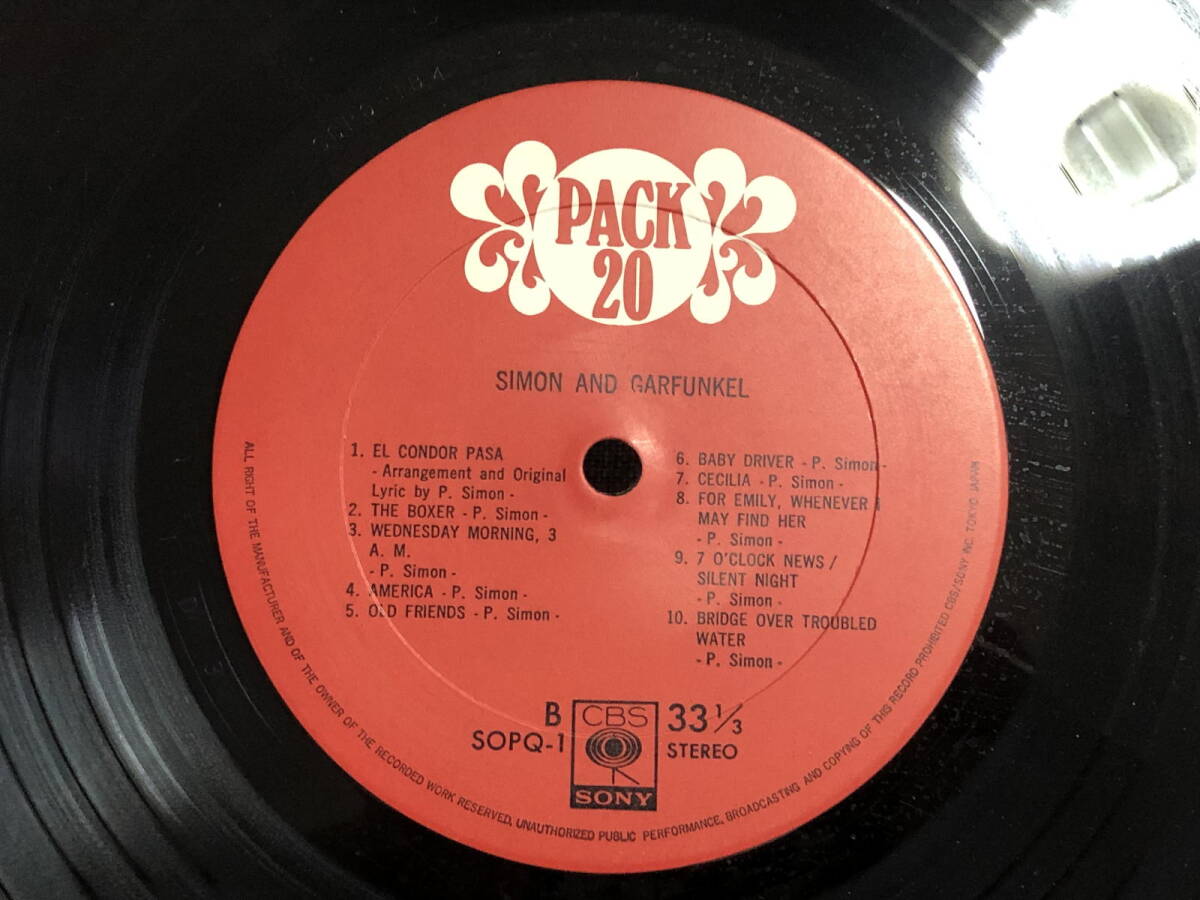 PACK
20
SIMON AND GARFUNKEL
1. EL CONDOR PASA
- Arrangement and Original
Lyric by P. Simon -
2. THE BOXER - P. Simon -
3. WEDNESDAY MORNING, 3
A. M.
- P. Simon -
4. AMERICA - P. Simon -
5. OLD FRIENDS - P. Simon -
6. BABY DRIVER - P. Simon -
7. CECILIA - P. Simon -
8. FOR EMILY, WHENEVER I
MAY FIND HER
- P. Simon -
9. 7 O'CLOCK NEWS /
SILENT NIGHT
- P. Simon -
10. BRIDGE OVER TROUBLED
WATER
- P. Simon -
B
SOPQ-1
CBS
SONY
33 1/3
STEREO
ALL RIGHT OF THE MANUFACTURER AND OF THE OWNER OF THE RECORDED WORK RESERVED. UNAUTHORIZED PUBLIC PERFORMANCE, BROADCASTING AND COPYING OF THIS RECORD PROHIBITED CBS/SONY INC. TOKYO JAPAN